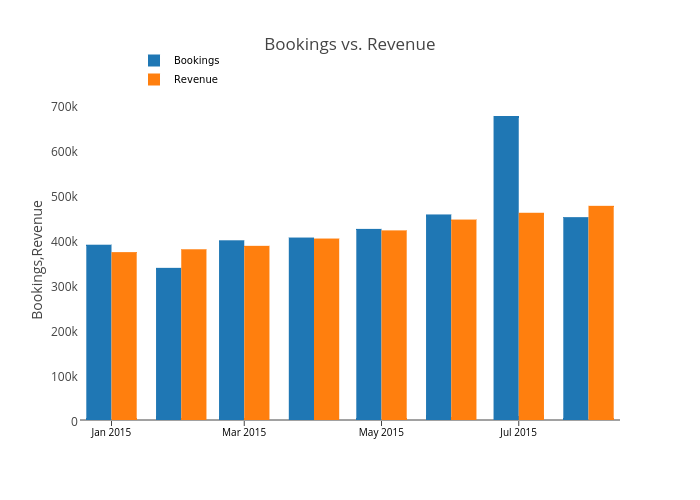 Bookings vs. Revenue
Bookings
Revenue
700k
600k
500k
400k
300k
200k
100k
0
Bookings,Revenue
Jan 2015
Mar 2015
May 2015
Jul 2015